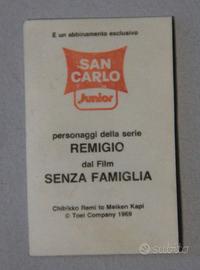 È un abbinamento esclusivo
SAN
CARLO
Junior
personaggi della serie
REMIGIO
dal Film
SENZA FAMIGLIA
Chibikko Remi to Meiken Kapi
© Toei Company 1969
subito